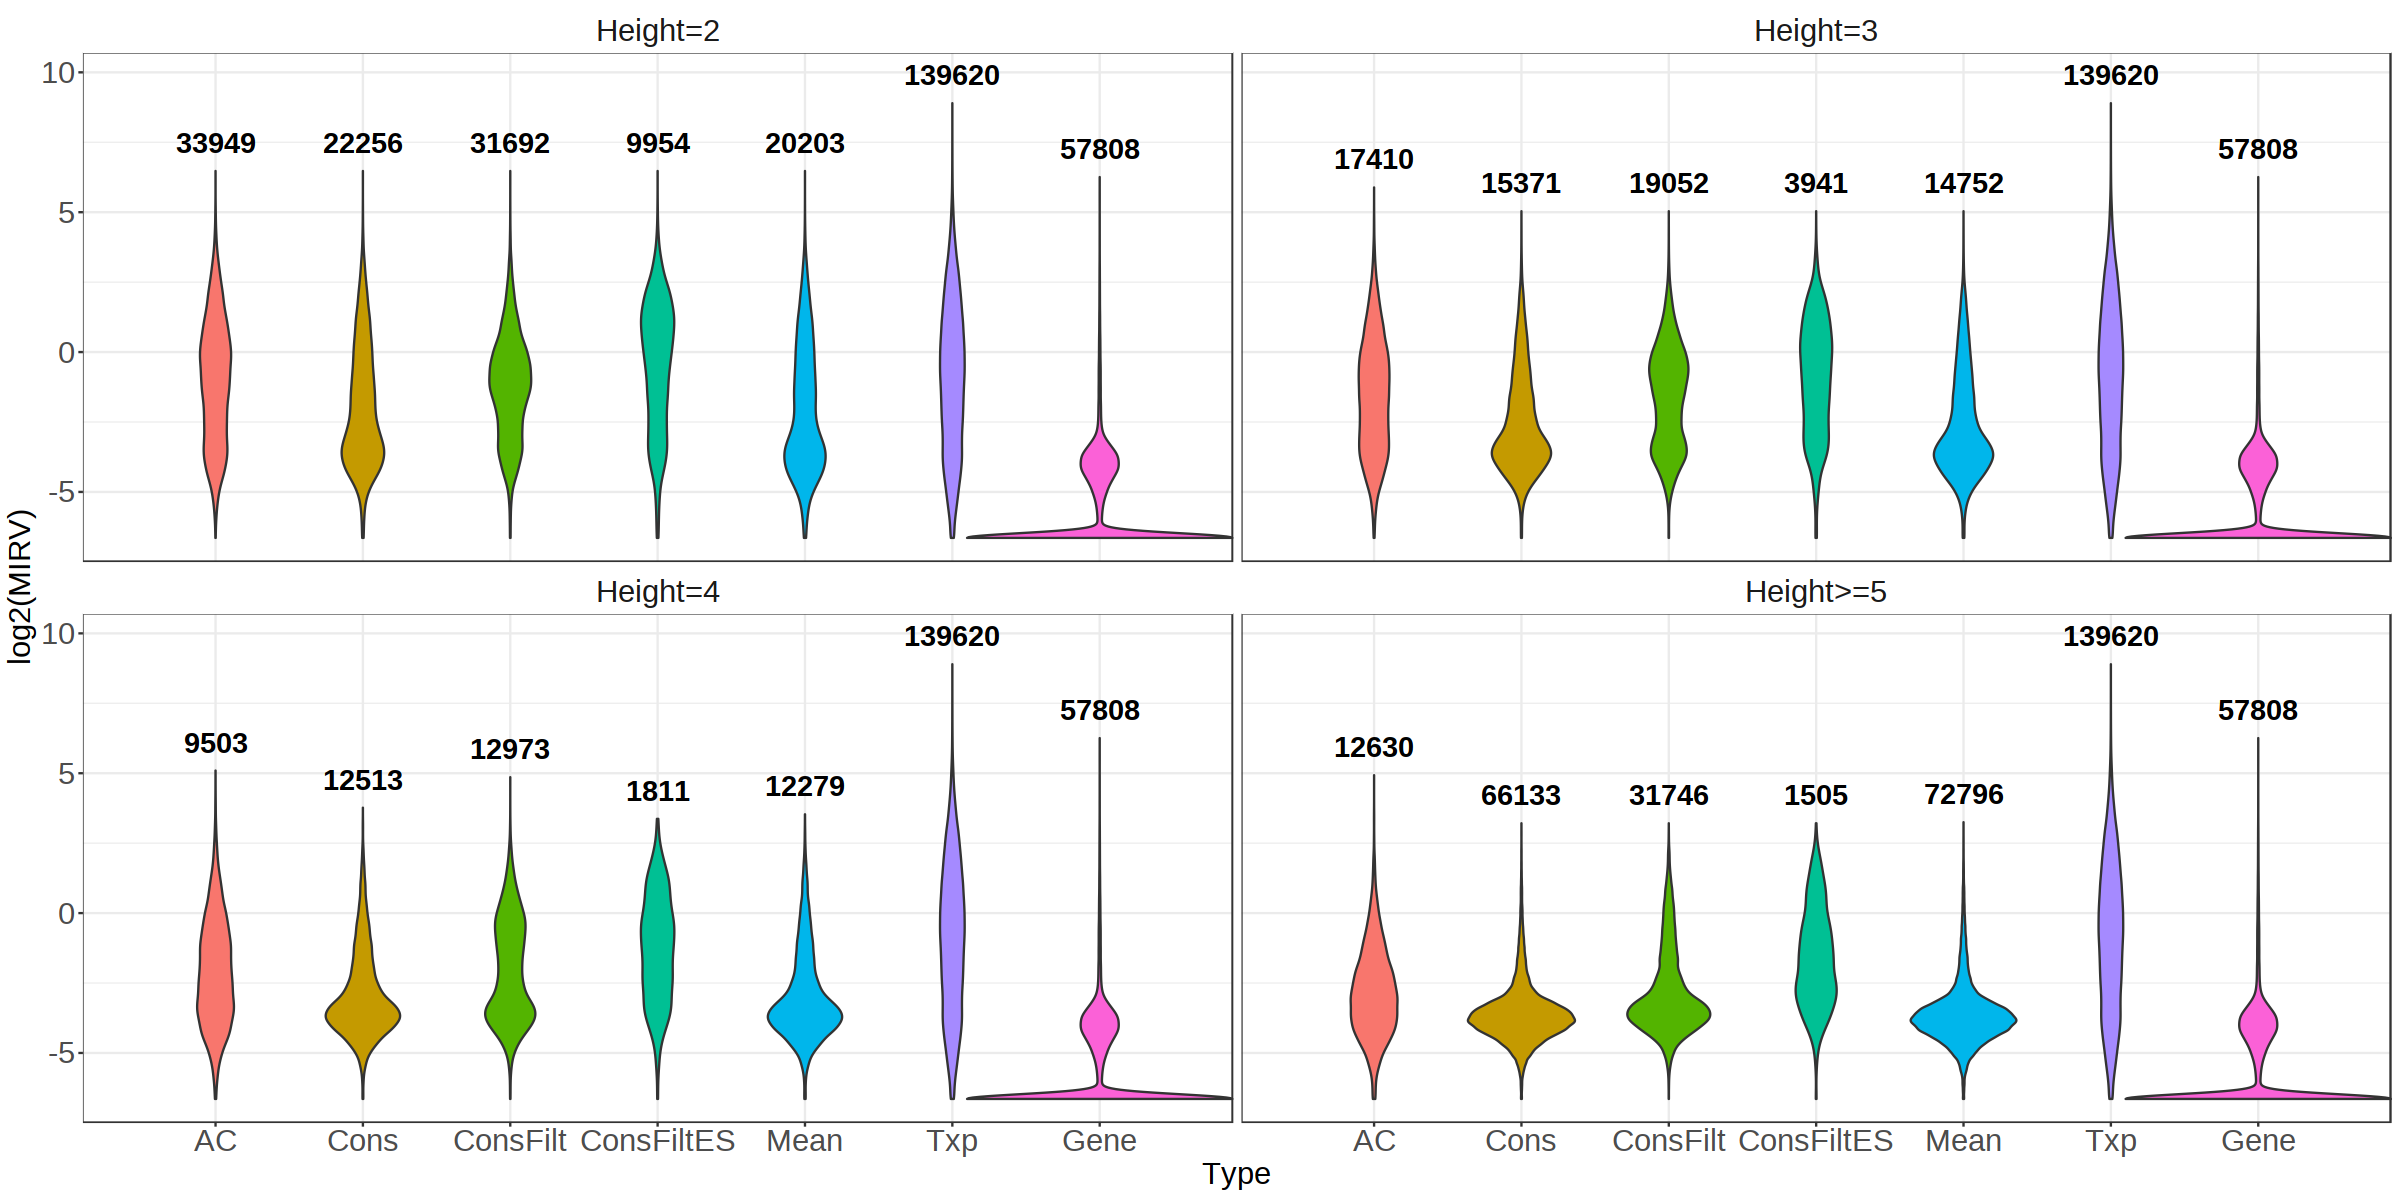 Height=2
Height=3
10
5
0
-5
33949 22256 31692 9954 20203 139620 57808
17410 15371 19052 3941 14752 139620 57808
Height=4
Height>=5
10
5
0
-5
9503 12513 12973 1811 12279 139620 57808
12630 66133 31746 1505 72796 139620 57808
log2(MIRV)
AC Cons ConsFilt ConsFiltES Mean Txp Gene
AC Cons ConsFilt ConsFiltES Mean Txp Gene
Type